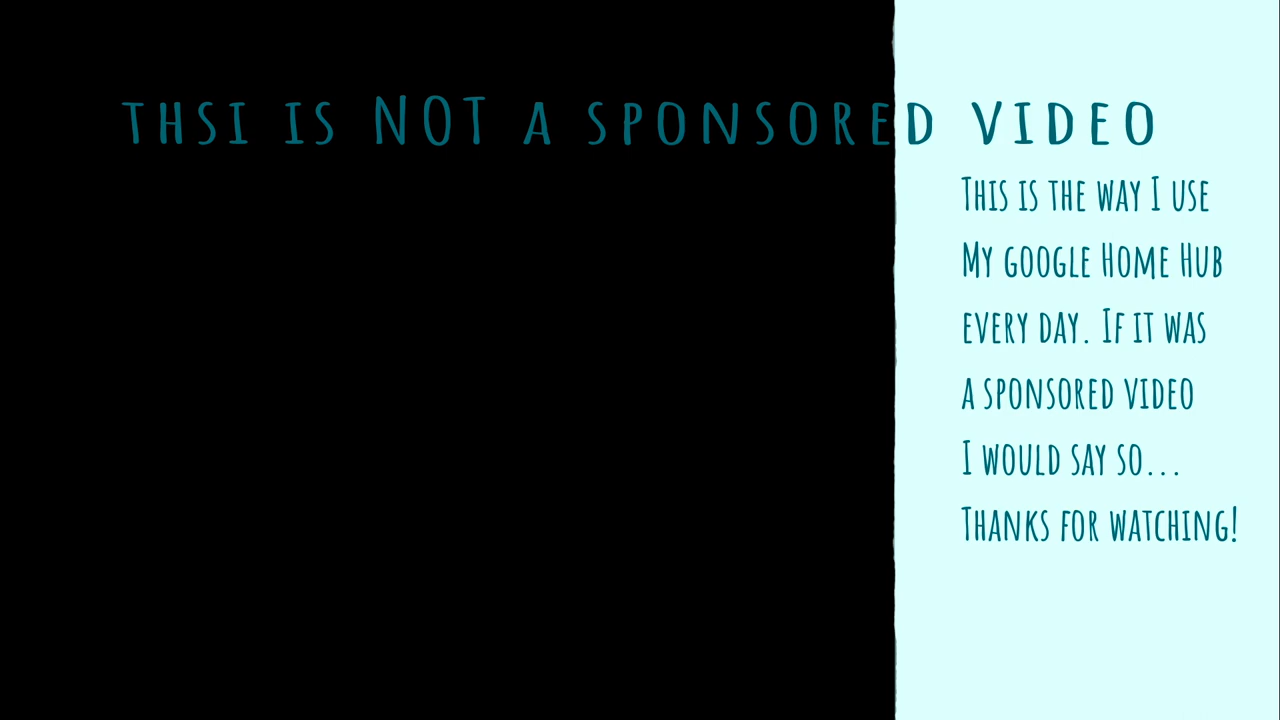 THSI IS NOT A SPONSORED VIDEO
THIS IS THE WAY I USE
MY GOOGLE HOME HUB
EVERY DAY. IF IT WAS
A SPONSORED VIDEO
I WOULD SAY SO...
THANKS FOR WATCHING!